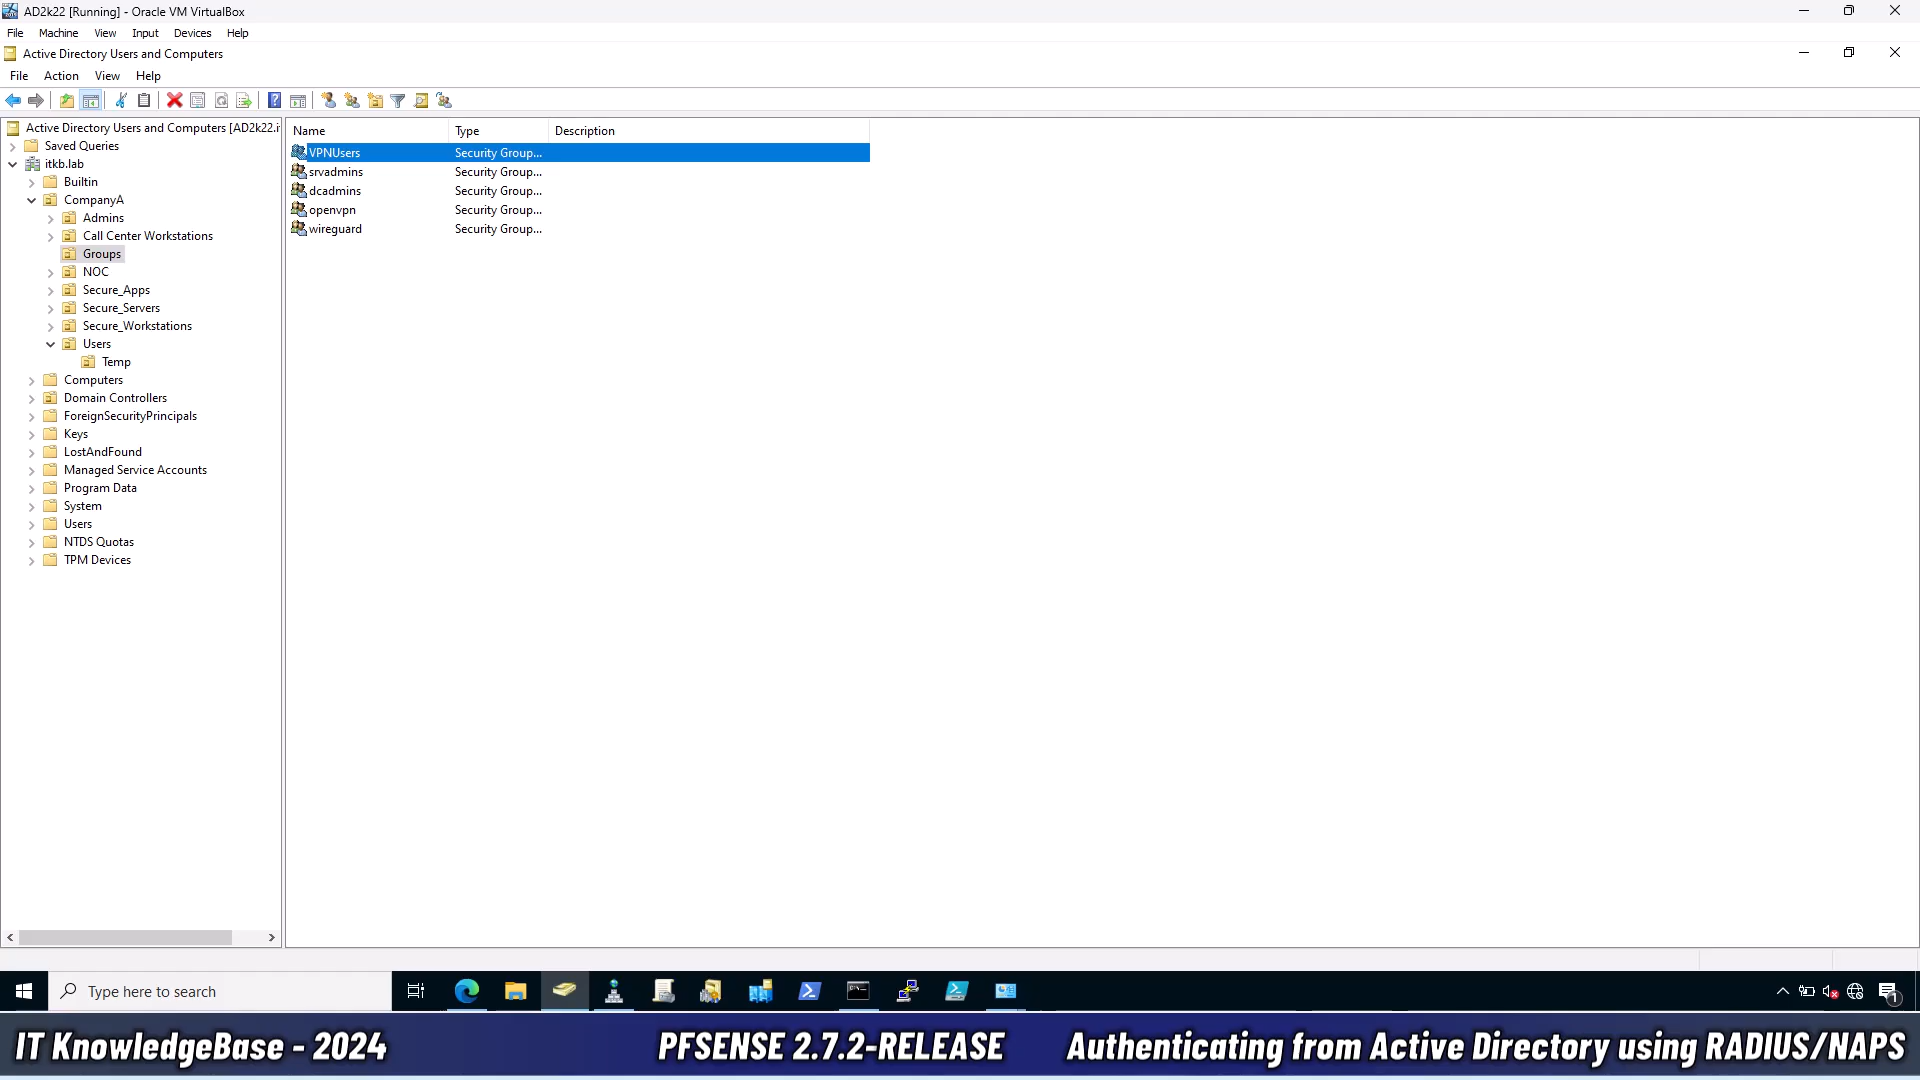 AD2k22 [Running] - Oracle VM VirtualBox
File Machine View Input Devices Help
Active Directory Users and Computers
File Action View Help
Active Directory Users and Computers [AD2k22.i
Saved Queries
itkb.lab
Builtin
CompanyA
Admins
Call Center Workstations
Groups
NOC
Secure_Apps
Secure_Servers
Secure_Workstations
Users
Temp
Computers
Domain Controllers
ForeignSecurityPrincipals
Keys
LostAndFound
Managed Service Accounts
Program Data
System
Users
NTDS Quotas
TPM Devices
Name Type Description
VPNUsers Security Group...
srvadmins Security Group...
dcadmins Security Group...
openvpn Security Group...
wireguard Security Group...
Type here to search
1
IT KnowledgeBase - 2024 PFSENSE 2.7.2-RELEASE Authenticating from Active Directory using RADIUS/NAPS